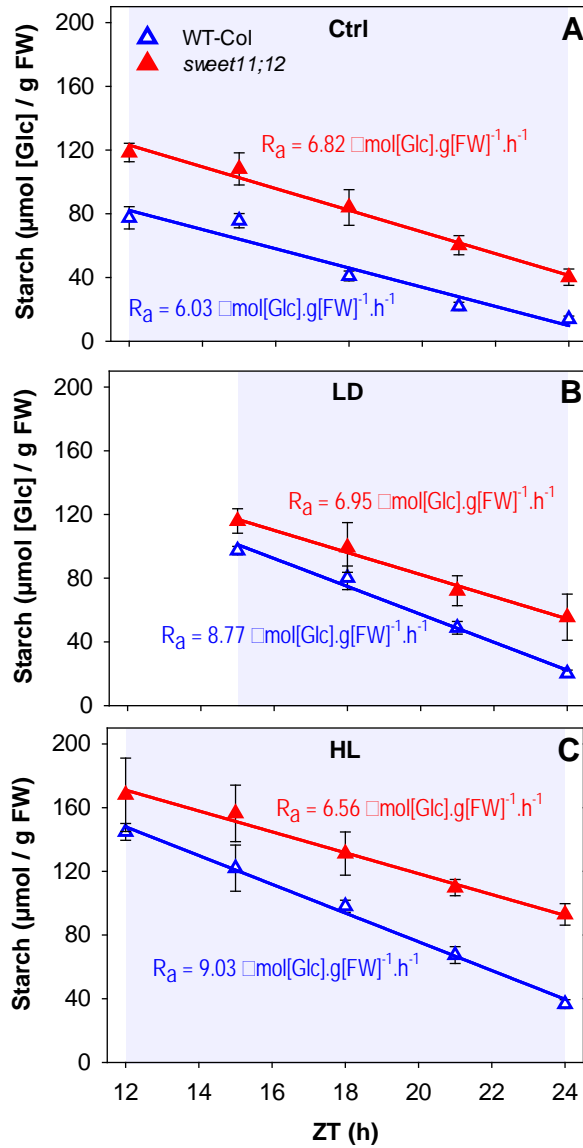 Ctrl
A
WT-Col
sweet11;12
Starch (µmol [Glc] / g FW)
200
160
120
80
40
0
Ra = 6.82 □mol[Glc].g[FW]-1.h-1
Ra = 6.03 □mol[Glc].g[FW]-1.h-1
LD
B
Starch (µmol [Glc] / g FW)
200
160
120
80
40
0
Ra = 6.95 □mol[Glc].g[FW]-1.h-1
Ra = 8.77 □mol[Glc].g[FW]-1.h-1
HL
C
Starch (µmol / g FW)
200
160
120
80
40
0
Ra = 6.56 □mol[Glc].g[FW]-1.h-1
Ra = 9.03 □mol[Glc].g[FW]-1.h-1
12 14 16 18 20 22 24
ZT (h)